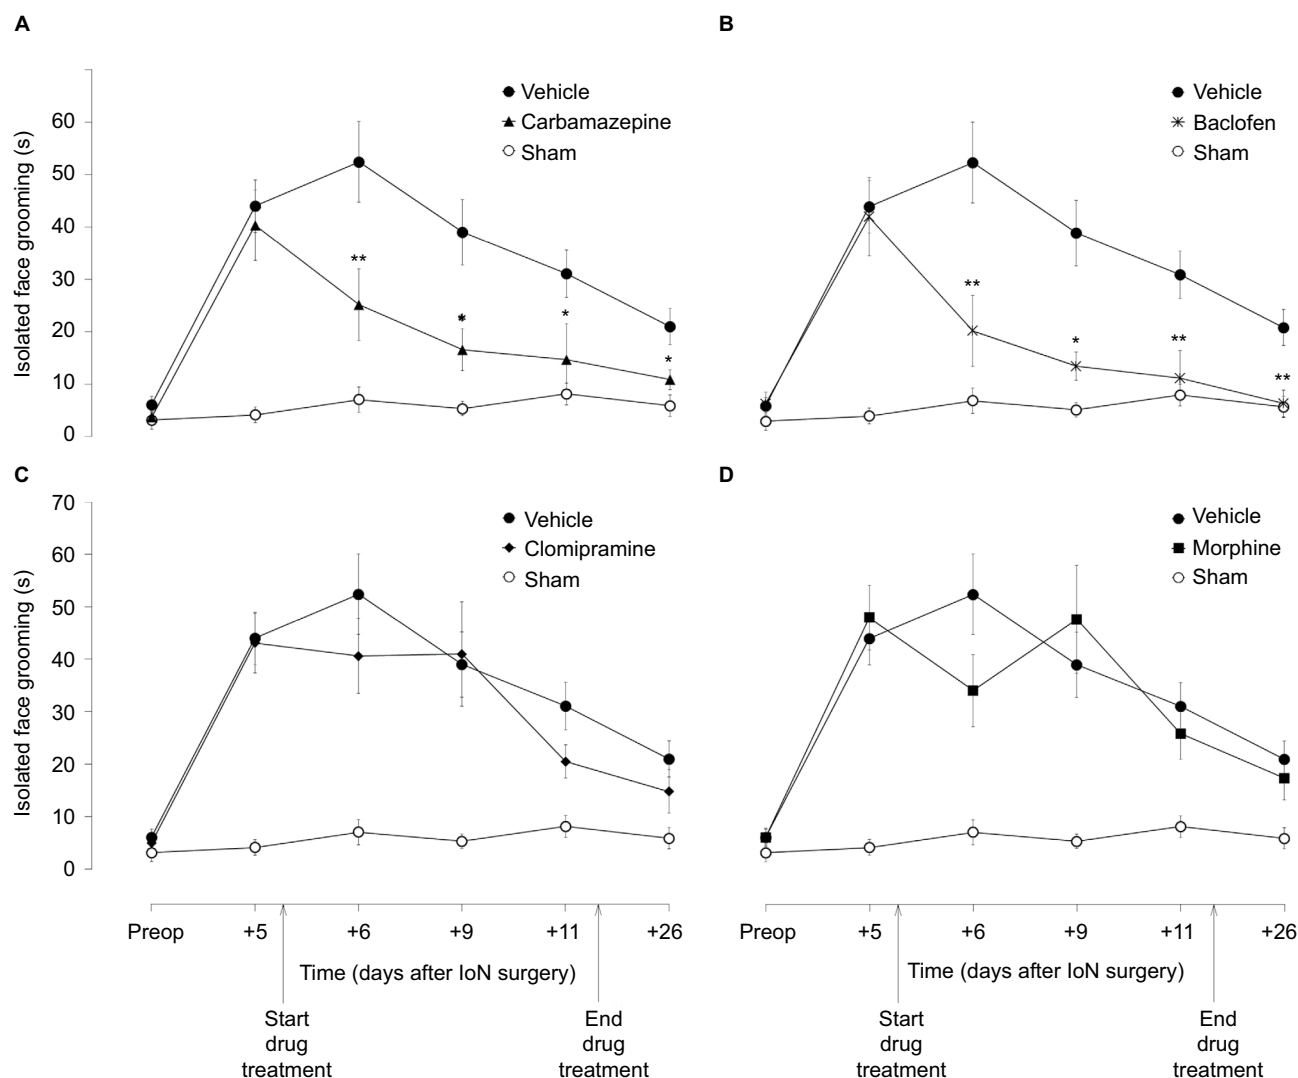 A
B
Vehicle
Carbamazepine
Sham
Vehicle
Baclofen
Sham
Isolated face grooming (s)
60
50
40
30
20
10
0
**
*
*
*
**
*
**
**
C
D
Vehicle
Clomipramine
Sham
Vehicle
Morphine
Sham
Isolated face grooming (s)
70
60
50
40
30
20
10
0
Preop +5 +6 +9 +11 +26
Preop +5 +6 +9 +11 +26
Time (days after IoN surgery)
Time (days after IoN surgery)
Start
drug
treatment
End
drug
treatment
Start
drug
treatment
End
drug
treatment